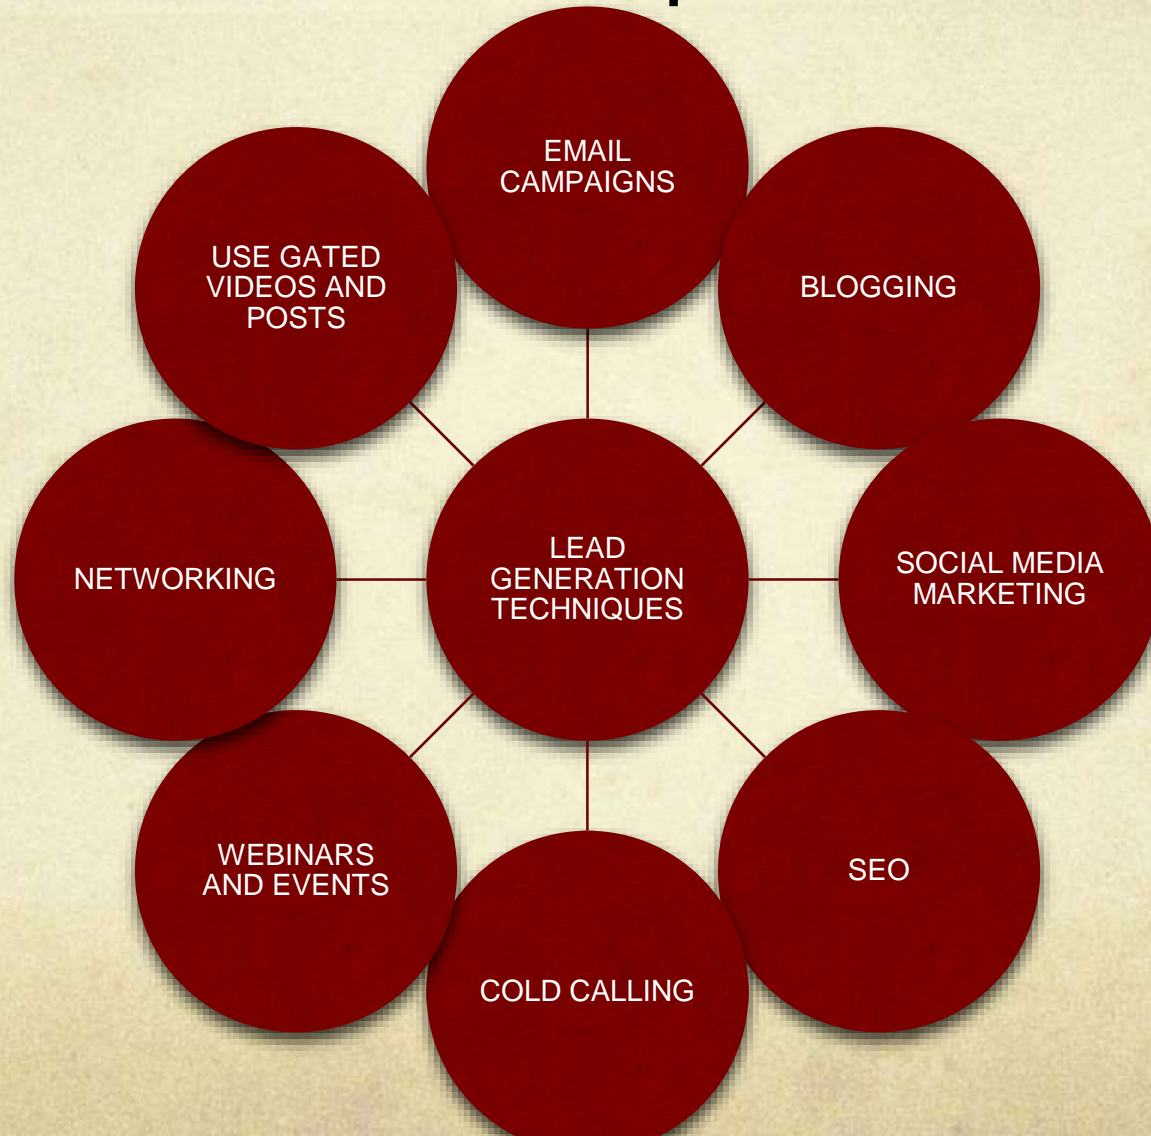 EMAIL
CAMPAIGNS
BLOGGING
SOCIAL MEDIA
MARKETING
SEO
COLD CALLING
WEBINARS
AND EVENTS
NETWORKING
USE GATED
VIDEOS AND
POSTS
LEAD
GENERATION
TECHNIQUES